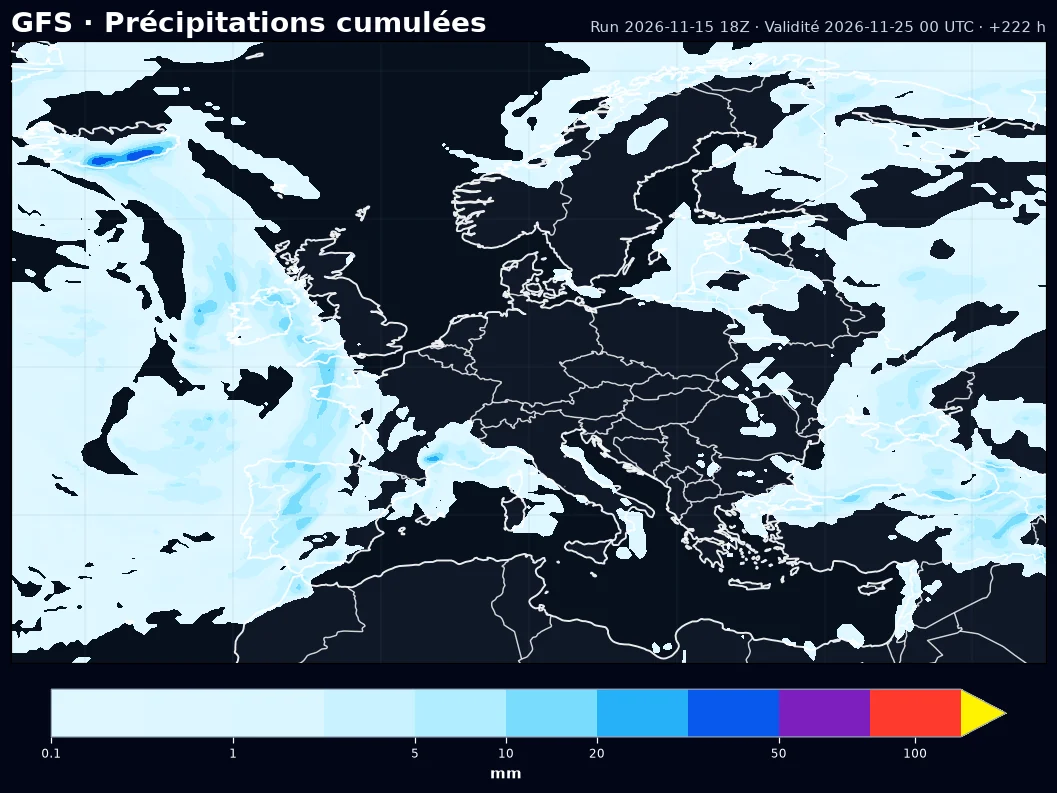 GFS · Précipitations cumulées
Run 2026-11-15 18Z · Validité 2026-11-25 00 UTC · +222 h
0.1 1 5 10 20 50 100
mm